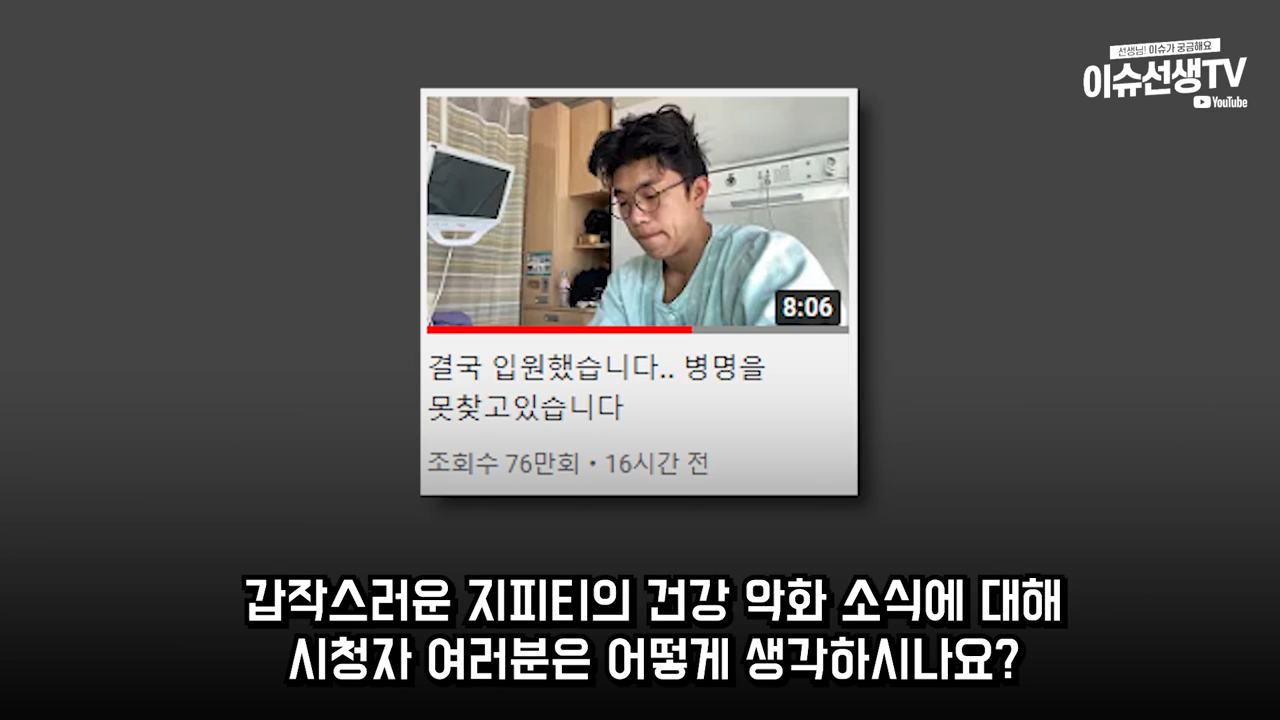 선생님! 이슈가 궁금해요
이슈선생TV
YouTube
8:06
결국 입원했습니다.. 병명을
못찾고있습니다
조회수 76만회 • 16시간 전
갑작스러운 지피티의 건강 악화 소식에 대해
시청자 여러분은 어떻게 생각하시나요?